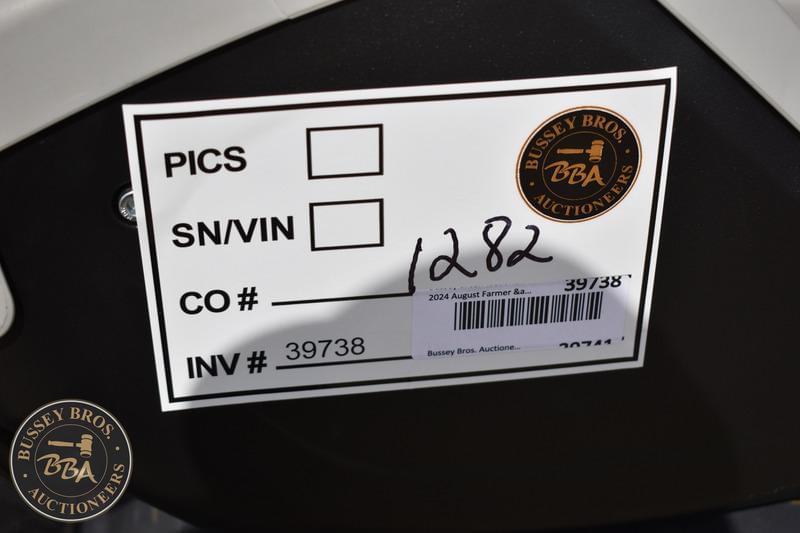 PICS
BUSSEY BROS.
BBA
AUCTIONEERS
SN/VIN
1282
CO #
39738
2024 August Farmer &a...
INV # 39738
Bussey Bros. Auctione...
BUSSEY BROS.
BBA
AUCTIONEERS